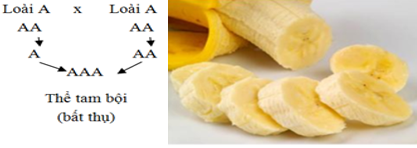 Loài A x Loài A
AA AA
A AA
AAA
Thể tam bội
(bất thụ)